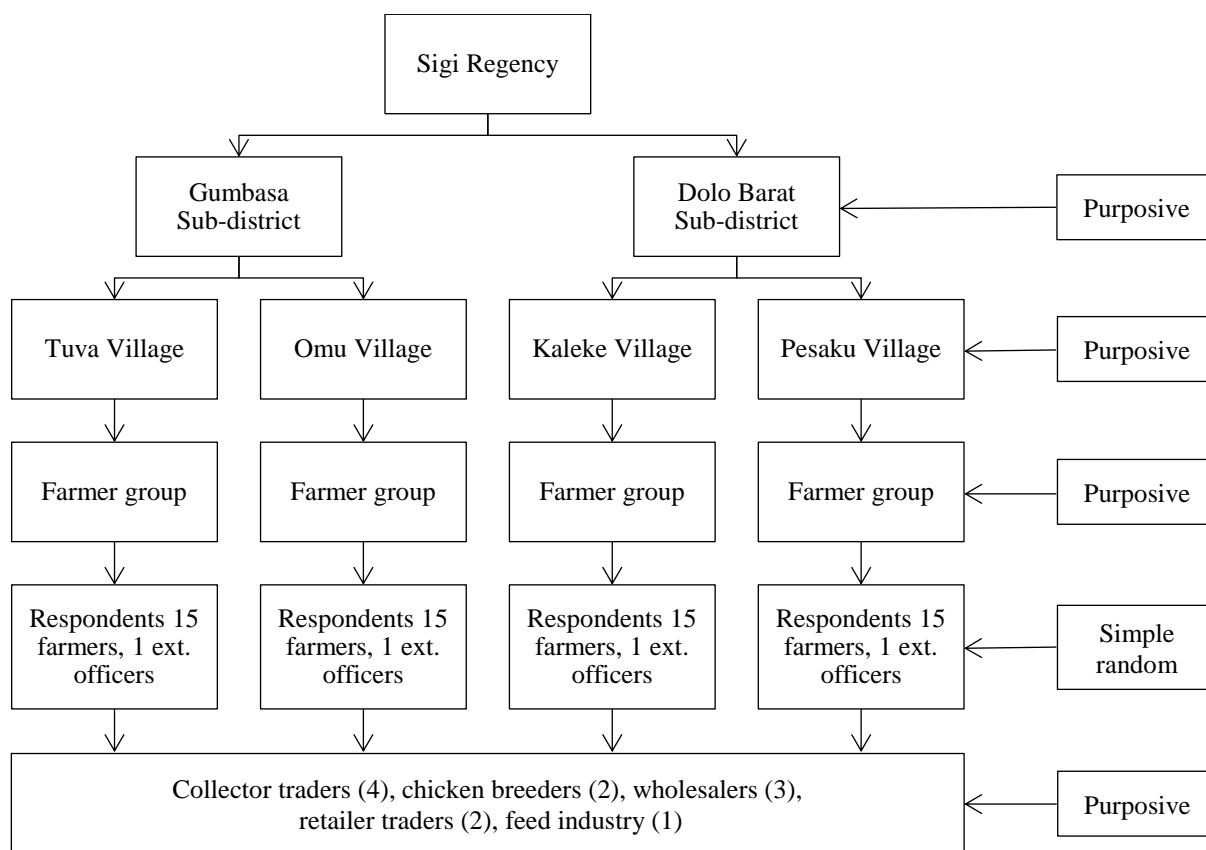 Sigi Regency
Gumbasa
Sub-district
Dolo Barat
Sub-district
Purposive
Tuva Village
Omu Village
Kaleke Village
Pesaku Village
Purposive
Farmer group
Farmer group
Farmer group
Farmer group
Purposive
Respondents 15
farmers, 1 ext.
officers
Respondents 15
farmers, 1 ext.
officers
Respondents 15
farmers, 1 ext.
officers
Respondents 15
farmers, 1 ext.
officers
Simple
random
Collector traders (4), chicken breeders (2), wholesalers (3),
retailer traders (2), feed industry (1)
Purposive